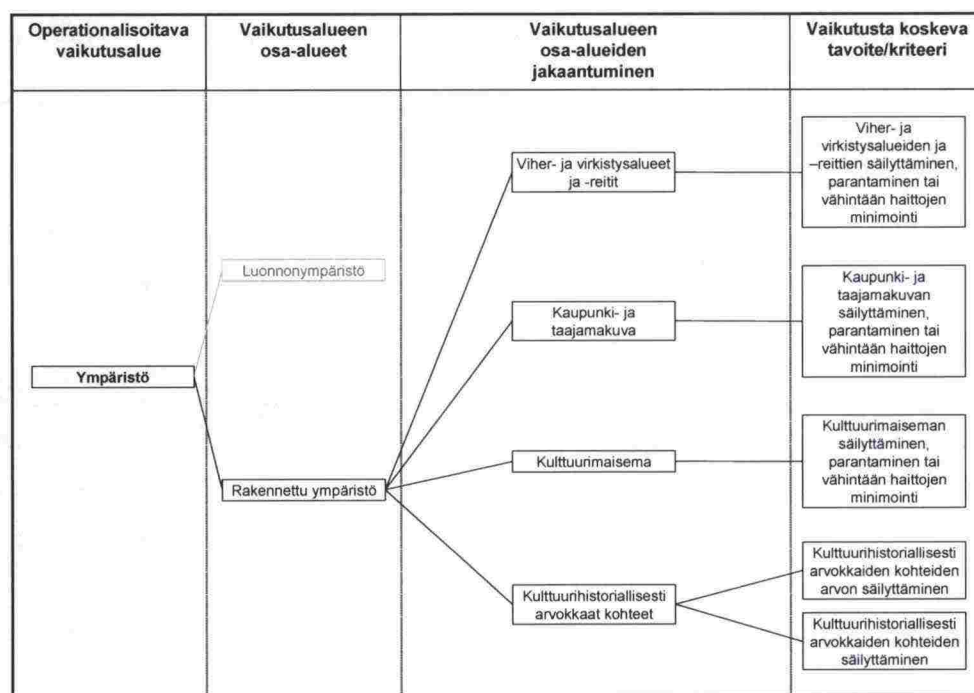 Operationalisoitava
vaikutusalue
Vaikutusalueen
osa-alueet
Vaikutusalueen
osa-alueiden
jakaantuminen
Vaikutusta koskeva
tavoite/kriteeri
Viher- ja virkistysalueet
ja -reitit
Viher- ja
virkistysalueiden ja
–reittien säilyttäminen,
parantaminen tai
vähintään haittojen
minimointi
Luonnonympäristö
Kaupunki- ja
taajamakuva
Kaupunki- ja
taajamakuvan
säilyttäminen,
parantaminen tai
vähintään haittojen
minimointi
Ympäristö
Rakennettu ympäristö
Kulttuurimaisema
Kulttuurimaiseman
säilyttäminen,
parantaminen tai
vähintään haittojen
minimointi
Kulttuurihistoriallisesti
arvokkaat kohteet
Kulttuurihistoriallisesti
arvokkaiden kohteiden
arvon säilyttäminen
Kulttuurihistoriallisesti
arvokkaiden kohteiden
säilyttäminen